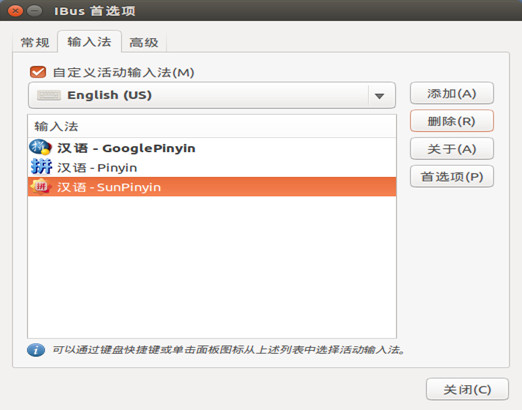 IBus 首选项
常规 输入法 高级
自定义活动输入法(M)
English (US)
添加(A)
输入法
删除(R)
汉语 - GooglePinyin
关于(A)
汉语 - Pinyin
首选项(P)
汉语 - SunPinyin
可以通过键盘快捷键或单击面板图标从上述列表中选择活动输入法。
关闭(C)